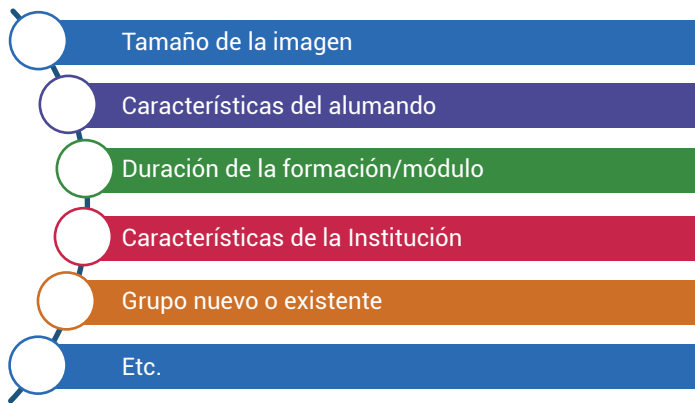 Tamaño de la imagen
Características del alumando
Duración de la formación/módulo
Características de la Institución
Grupo nuevo o existente
Etc.